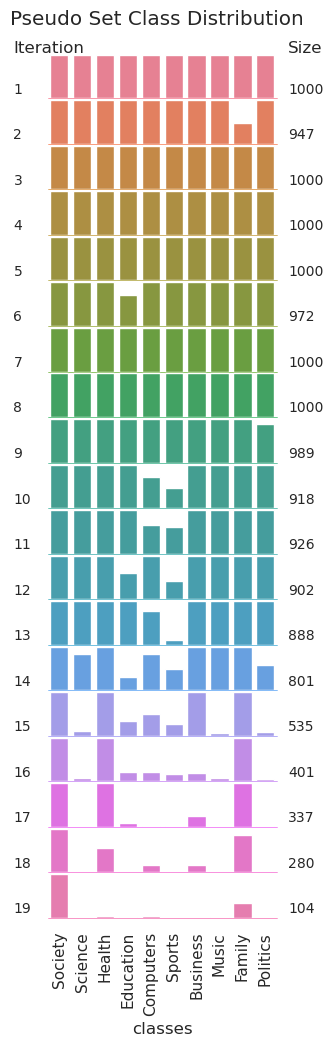 Pseudo Set Class Distribution
Iteration Size
1 1000
2 947
3 1000
4 1000
5 1000
6 972
7 1000
8 1000
9 989
10 918
11 926
12 902
13 888
14 801
15 535
16 401
17 337
18 280
19 104
Society
Science
Health
Education
Computers
Sports
Business
Music
Family
Politics
classes